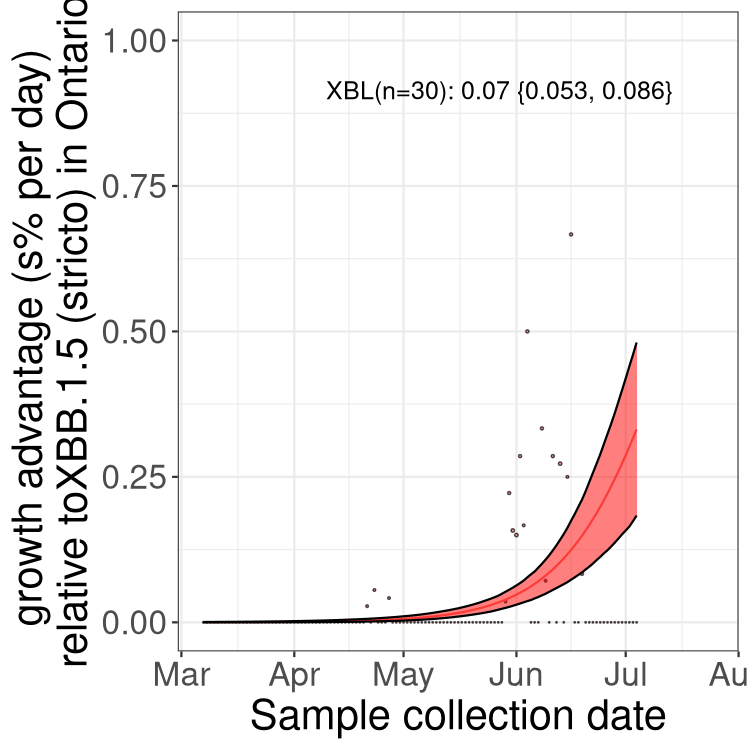 growth advantage (s% per day)
relative toXBB.1.5 (stricto) in Ontario
1.00
XBL(n=30): 0.07 {0.053, 0.086}
0.75
0.50
0.25
0.00
Mar Apr May Jun Jul Au
Sample collection date